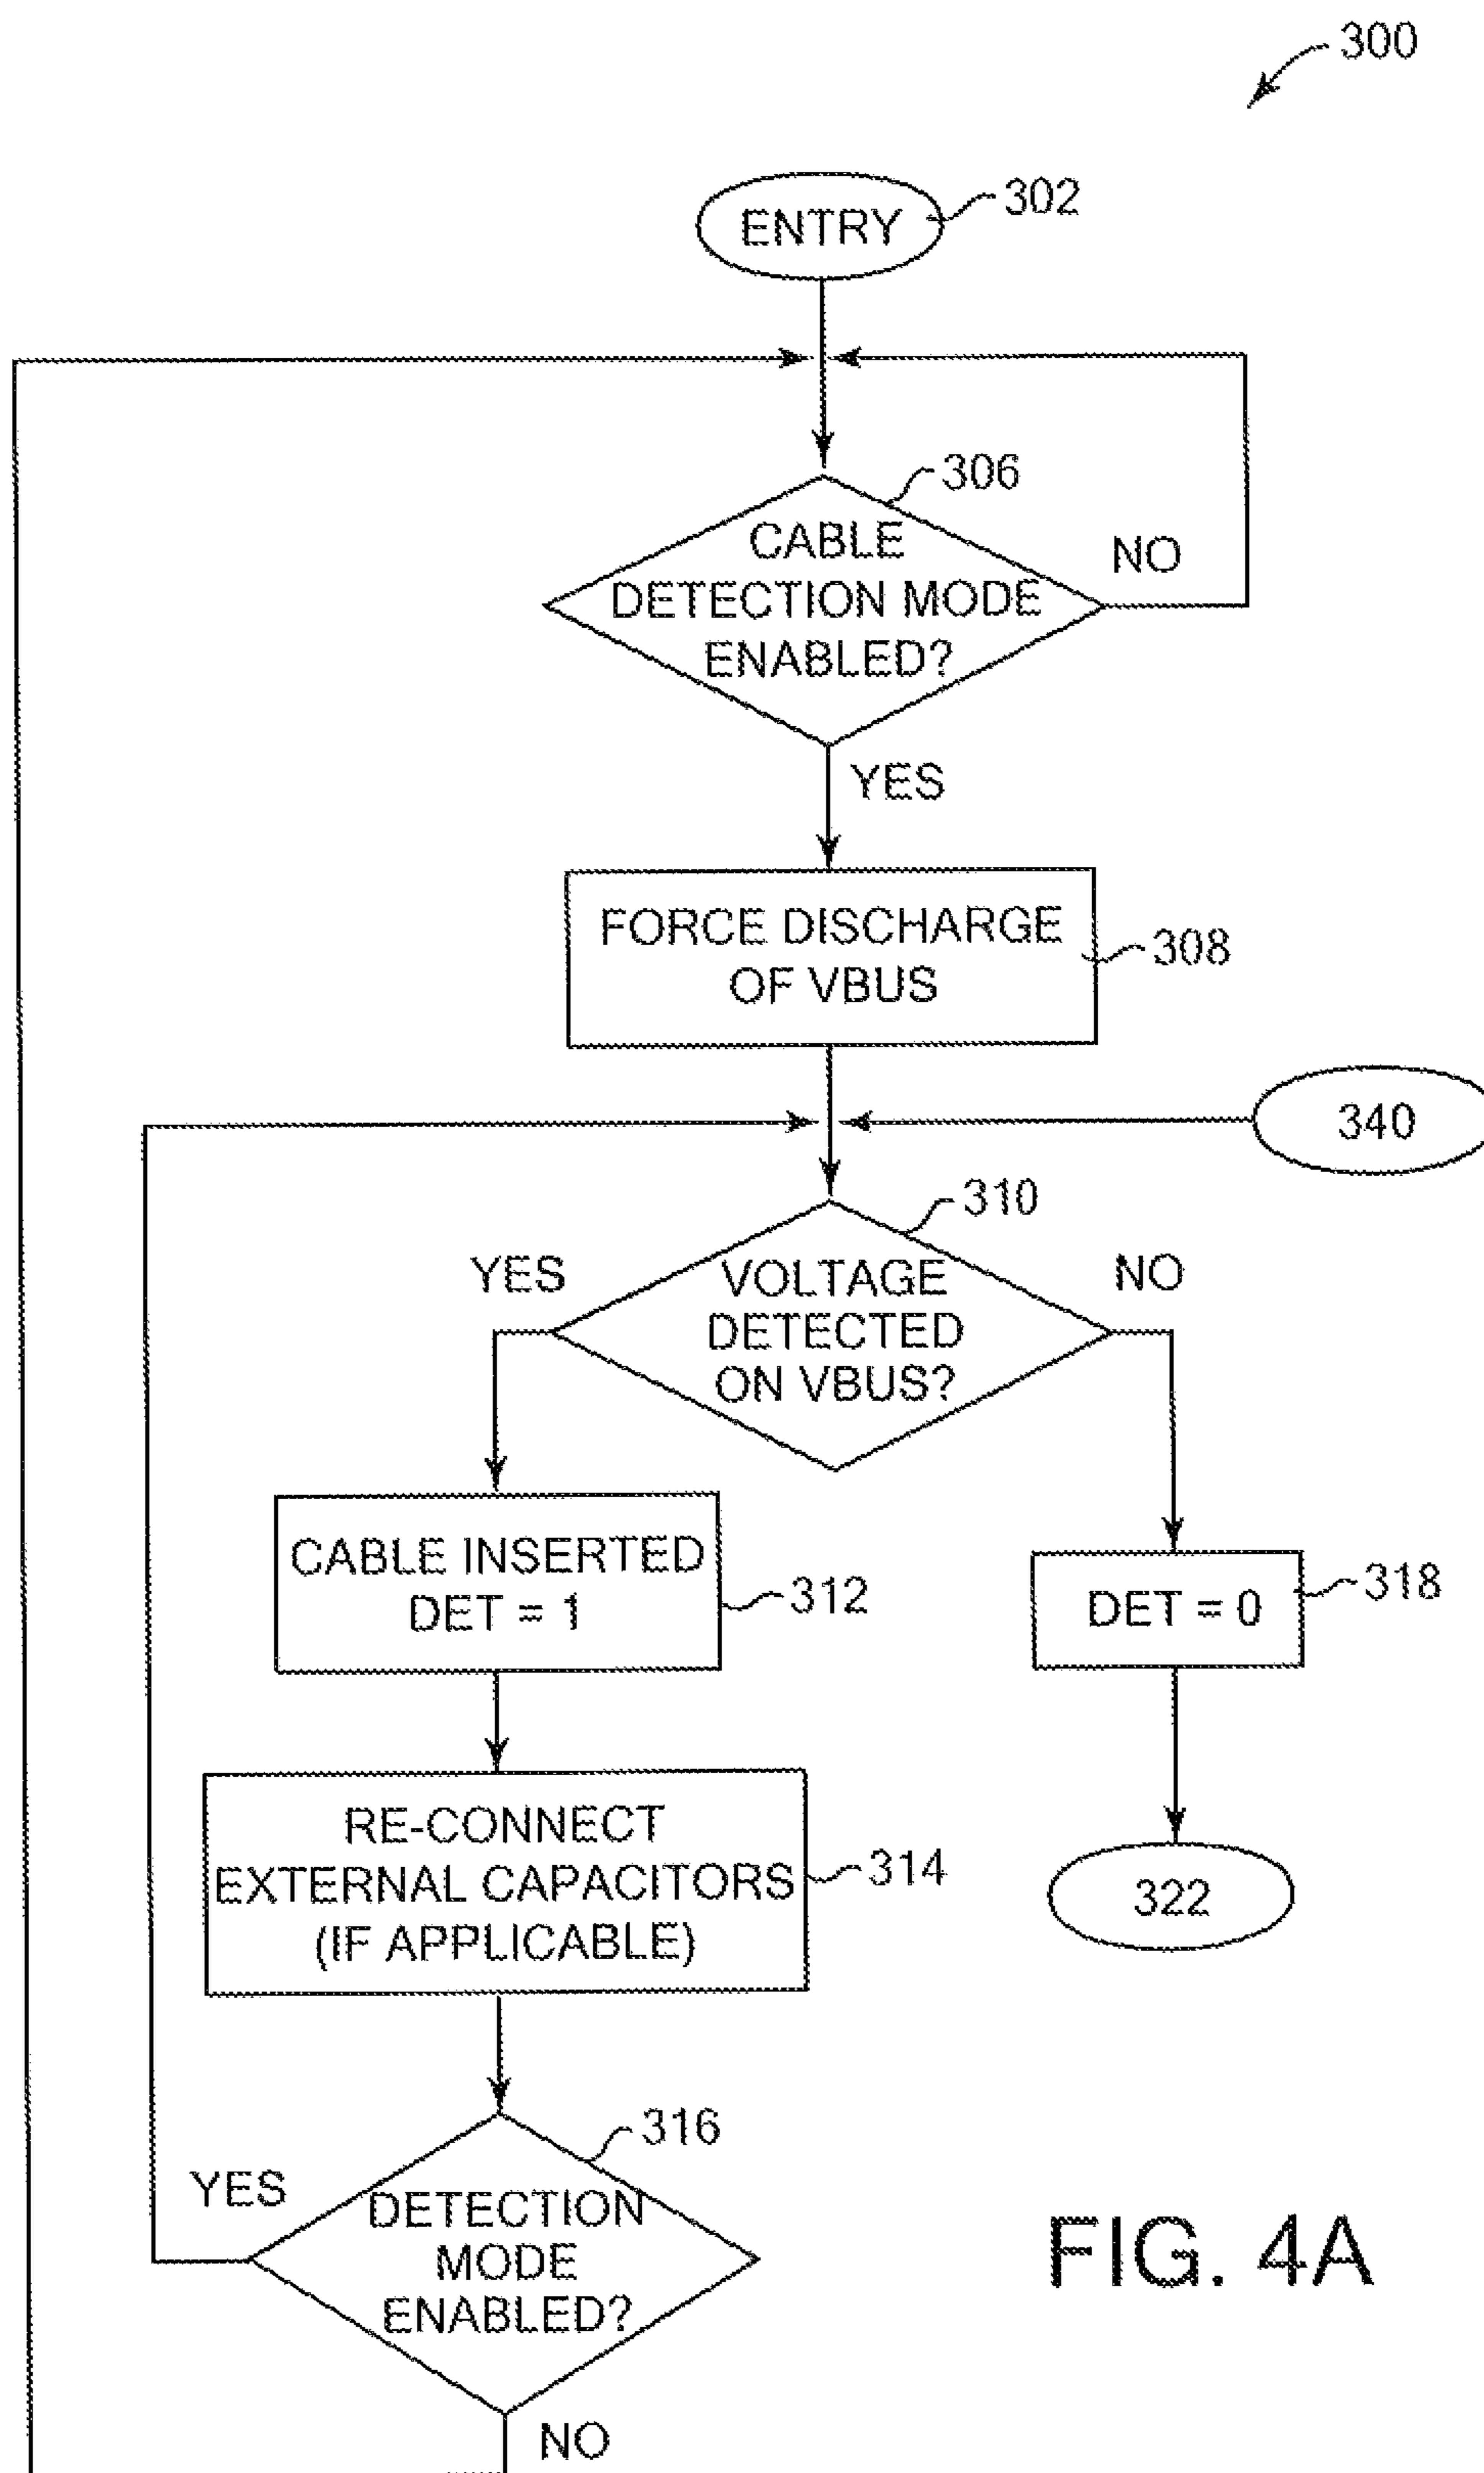 300
ENTRY
302
306
CABLE
DETECTION MODE
ENABLED?
NO
YES
FORCE DISCHARGE
OF VBUS
308
340
310
YES
VOLTAGE
DETECTED
ON VBUS?
NO
CABLE INSERTED
DET = 1
312
DET = 0
318
RE-CONNECT
EXTERNAL CAPACITORS
(IF APPLICABLE)
314
322
316
YES
DETECTION
MODE
ENABLED?
NO
FIG. 4A